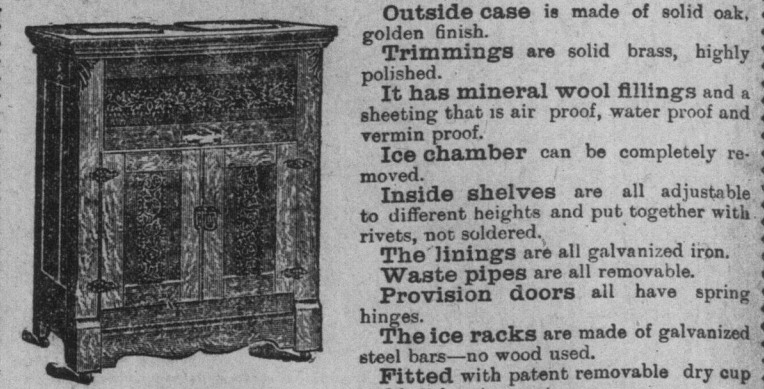 Outside case is made of solid oak,
golden finish.
Trimmings are solid brass, highly
polished.
It has mineral wool fillings and a
sheeting that is air proof, water proof and
vermin proof.
Ice chamber can be completely re-
moved.
Inside shelves are all adjustable
to different heights and put together with
rivets, not soldered.
The linings are all galvanized iron.
Waste pipes are all removable.
Provision doors all have spring
hinges.
The ice racks are made of galvanized
steel bars—no wood used.
Fitted with patent removable dry cup